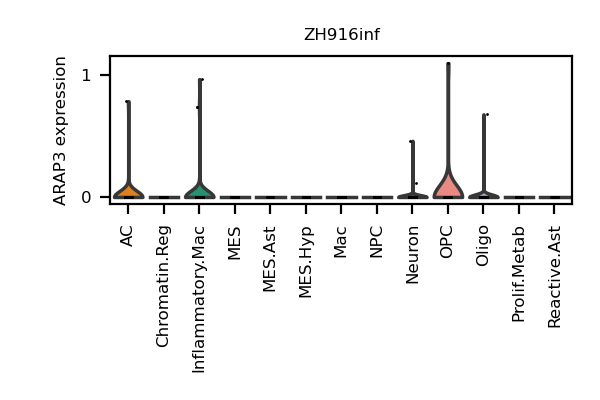 ZH916inf
ARAP3 expression
1
0
AC
Chromatin.Reg
Inflammatory.Mac
MES
MES.Ast
MES.Hyp
Mac
NPC
Neuron
OPC
Oligo
Prolif.Metab
Reactive.Ast